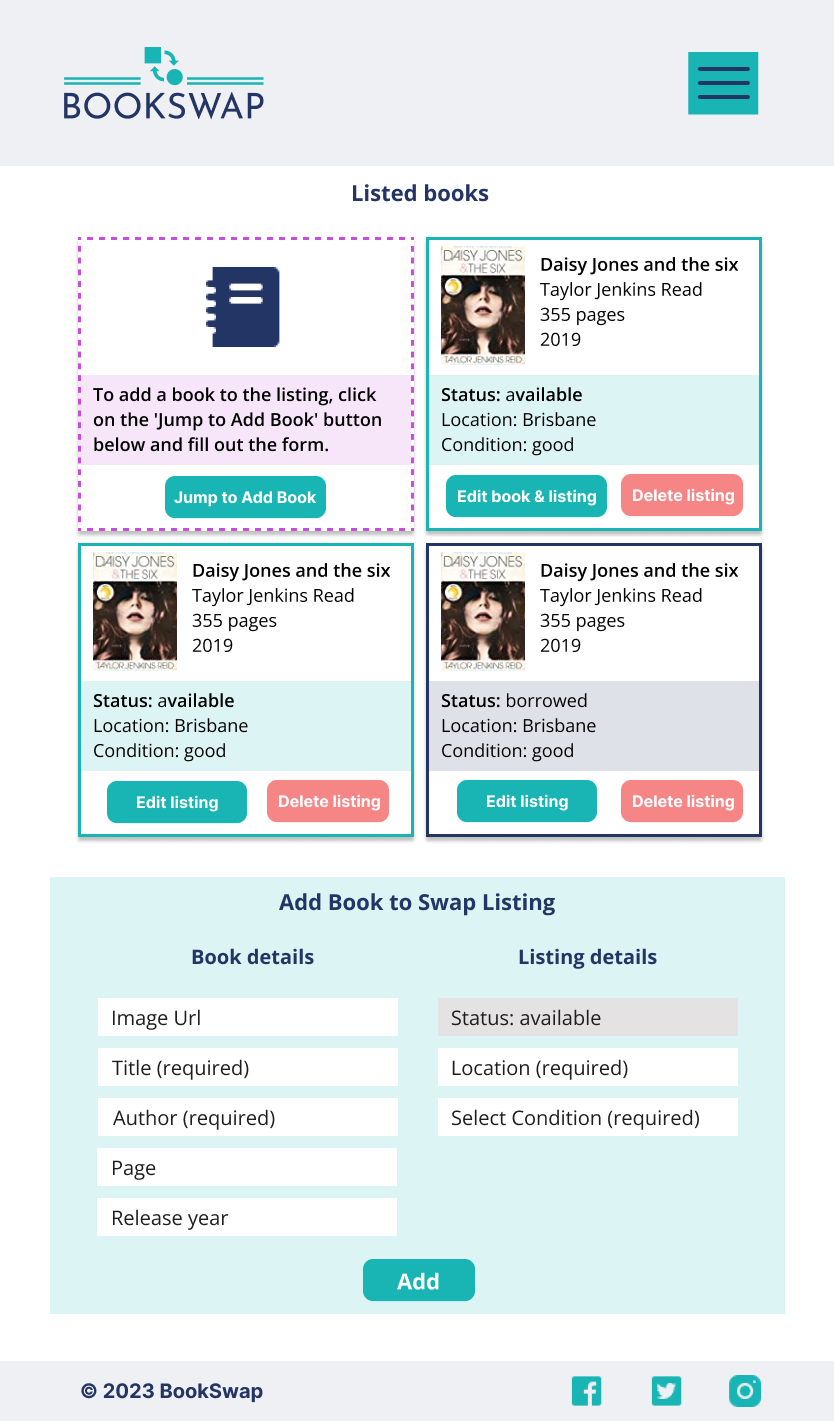 BOOKSWAP
Listed books
To add a book to the listing, click
on the 'Jump to Add Book' button
below and fill out the form.
Jump to Add Book
DAISY JONES
& THE SIX
TAYLOR JENKINS REID
Daisy Jones and the six
Taylor Jenkins Read
355 pages
2019
Status: available
Location: Brisbane
Condition: good
Edit book & listing
Delete listing
DAISY JONES
& THE SIX
TAYLOR JENKINS REID
Daisy Jones and the six
Taylor Jenkins Read
355 pages
2019
Status: available
Location: Brisbane
Condition: good
Edit listing
Delete listing
DAISY JONES
& THE SIX
TAYLOR JENKINS REID
Daisy Jones and the six
Taylor Jenkins Read
355 pages
2019
Status: borrowed
Location: Brisbane
Condition: good
Edit listing
Delete listing
Add Book to Swap Listing
Book details
Image Url
Title (required)
Author (required)
Page
Release year
Listing details
Status: available
Location (required)
Select Condition (required)
Add
© 2023 BookSwap